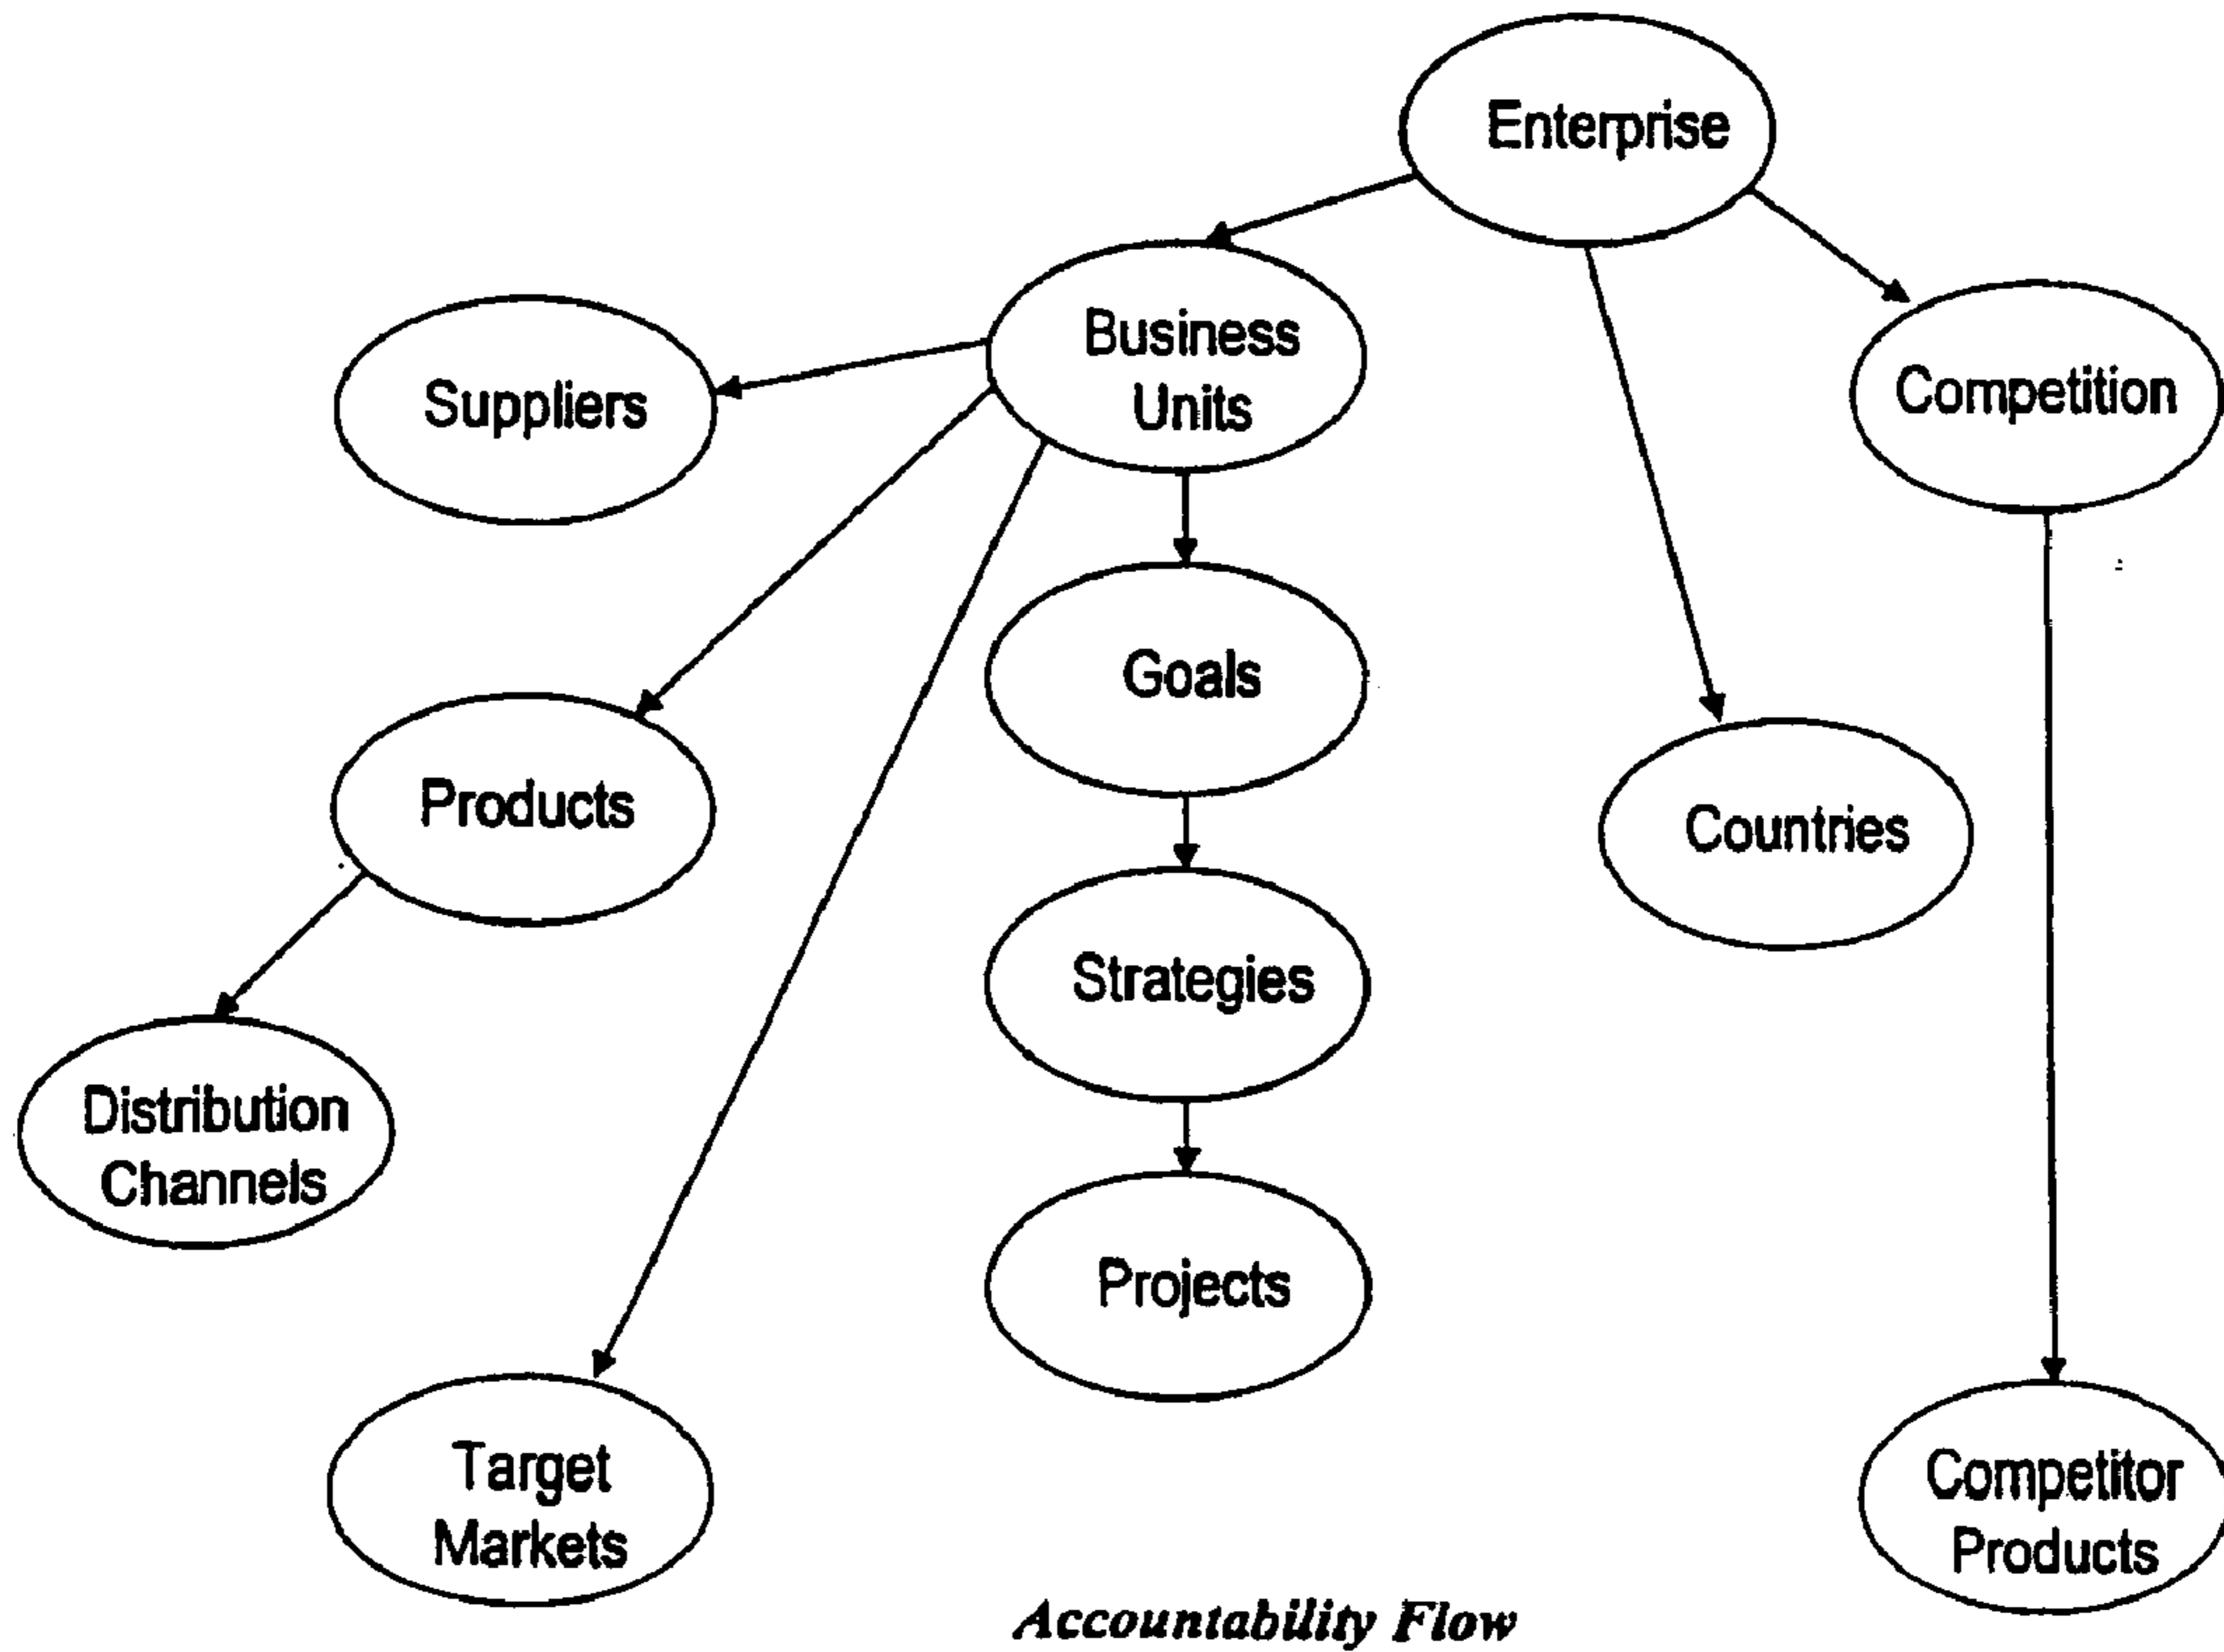 Enterprise
Business
Units
Suppliers
Competition
Goals
Products
Countries
Strategies
Distribution
Channels
Projects
Target
Markets
Competitor
Products
Accountability Flow